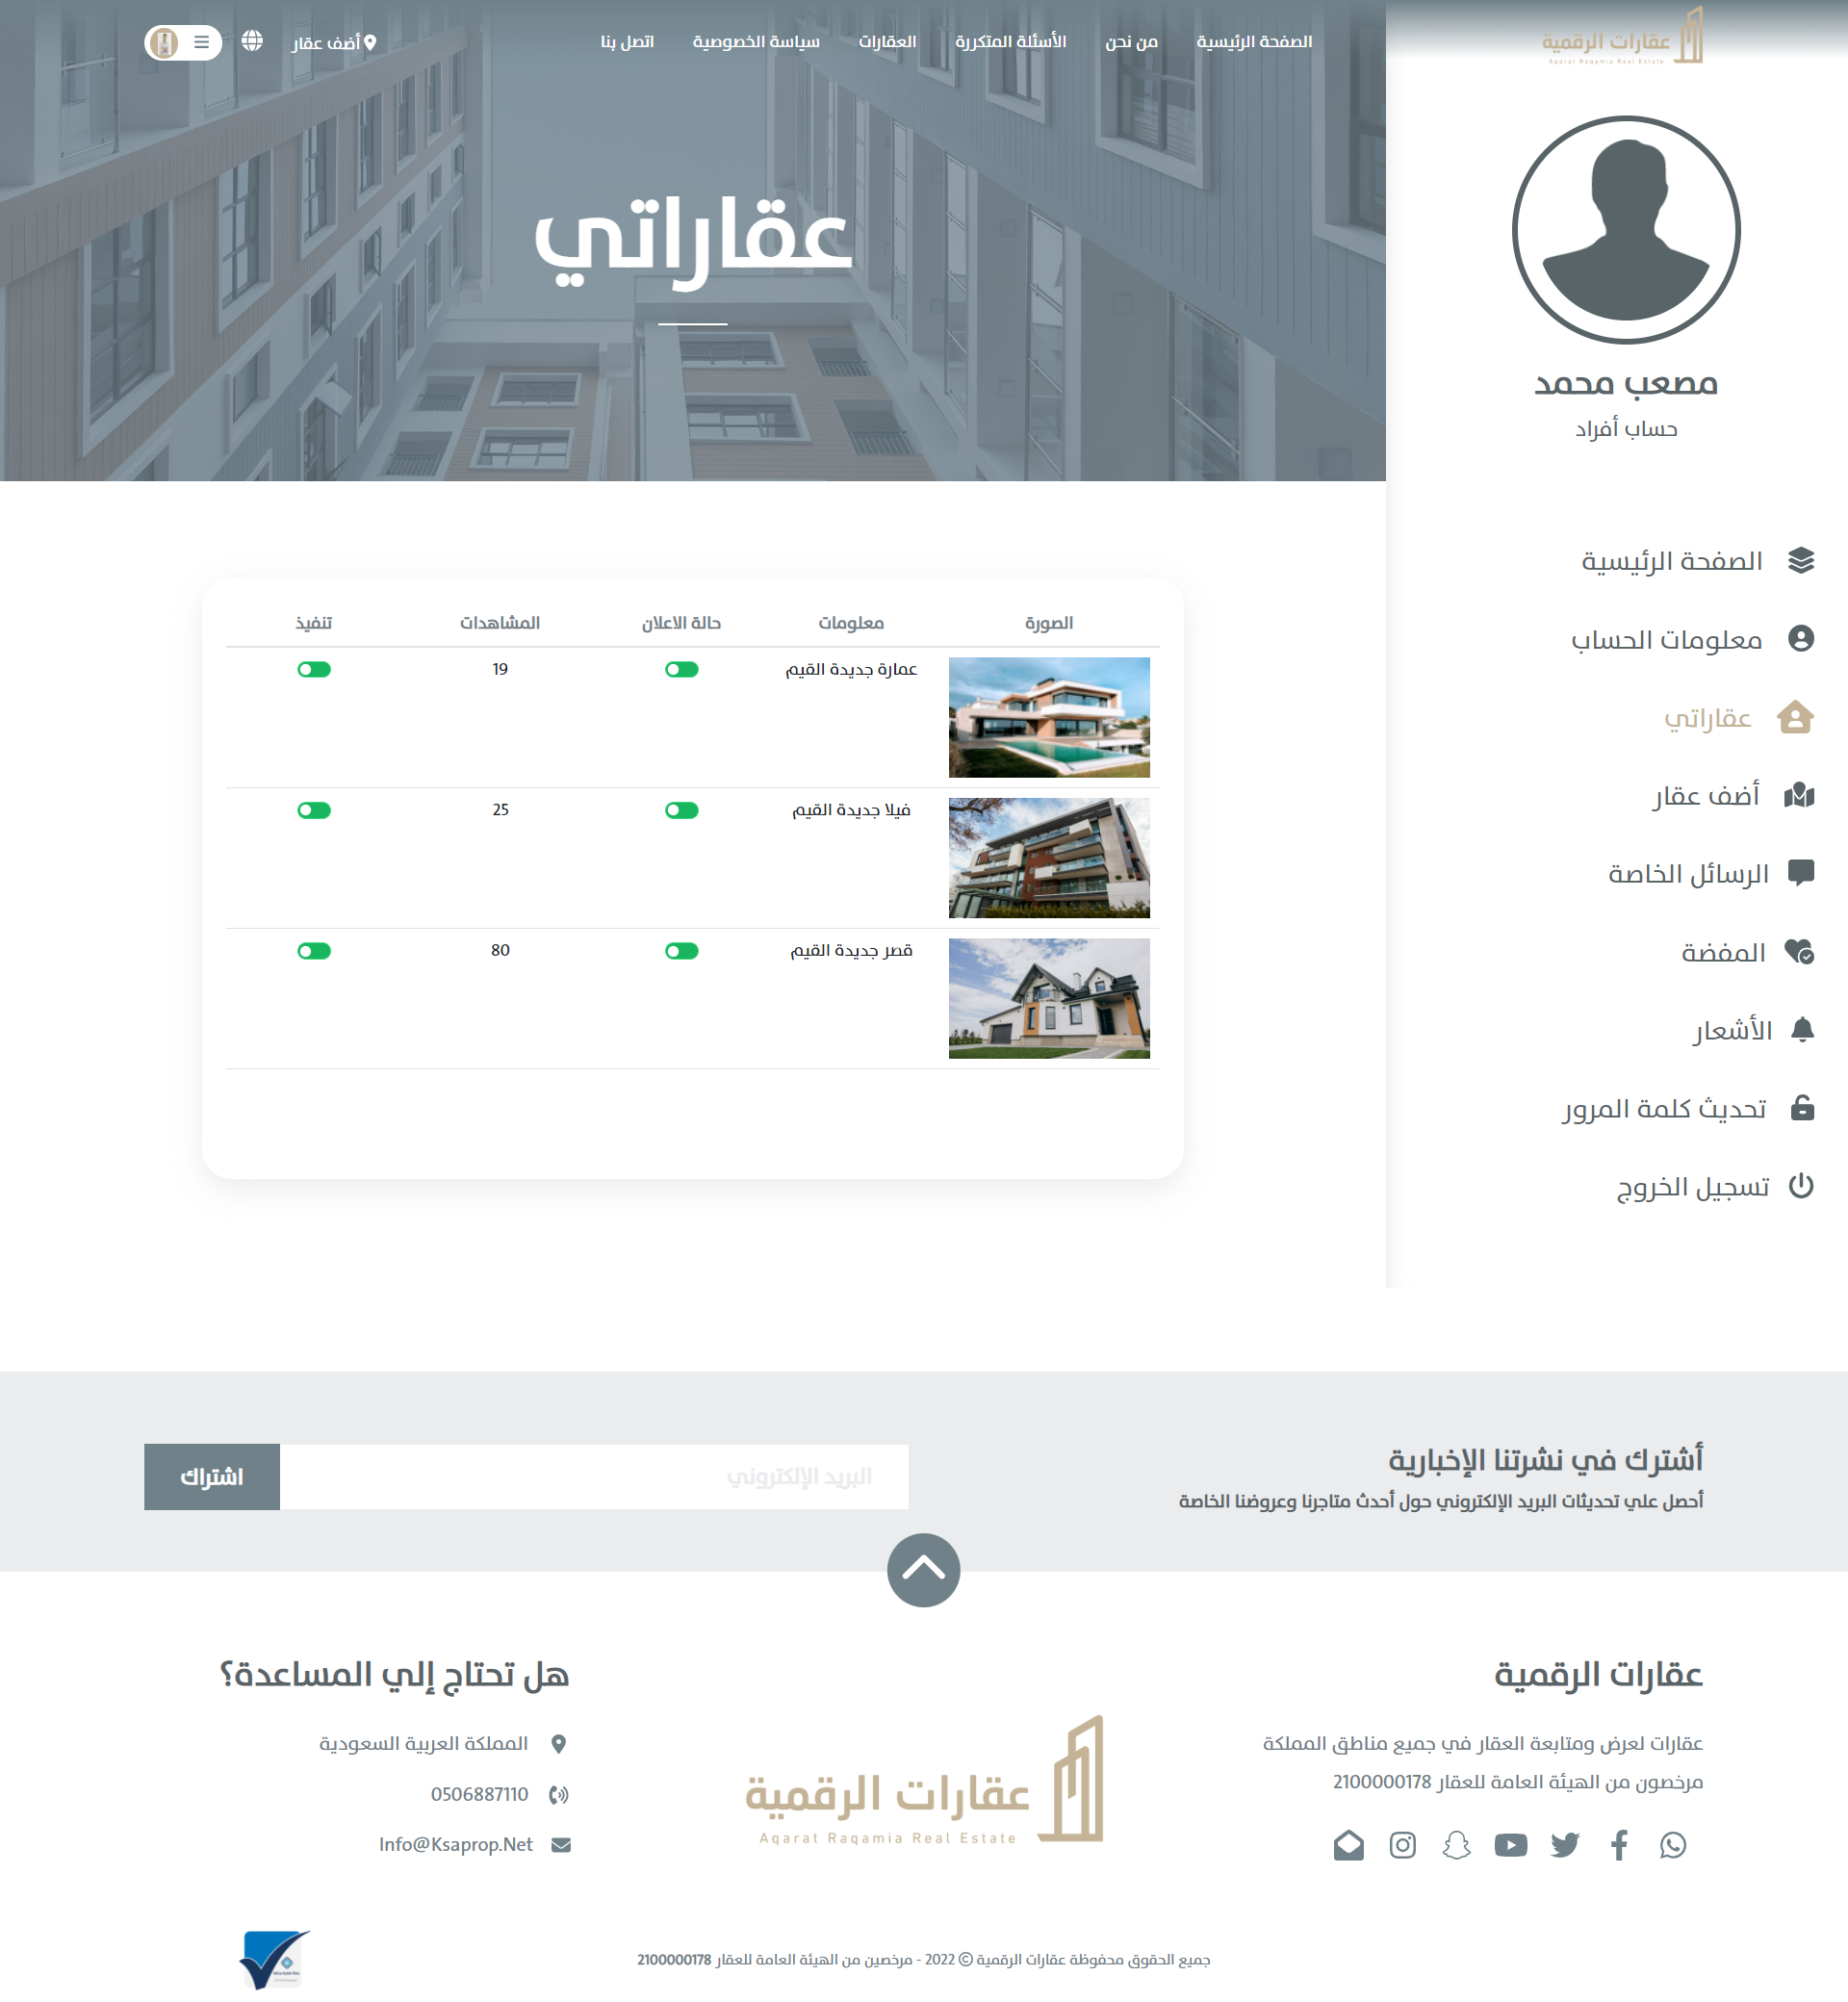 عقارات الرقمية
Aqarat Raqamia Real Estate
الصفحة الرئيسية
من نحن
الأسئلة المتكررة
العقارات
سياسة الخصوصية
اتصل بنا
أضف عقار
مصعب محمد
حساب أفراد
الصفحة الرئيسية
معلومات الحساب
عقاراتي
أضف عقار
الرسائل الخاصة
المفضة
الأشعار
تحديث كلمة المرور
تسجيل الخروج
عقاراتي
الصورة معلومات حالة الاعلان المشاهدات تنفيذ
عمارة جديدة القيم 19
فيلا جديدة القيم 25
قصر جديدة القيم 80
أشترك في نشرتنا الإخبارية
أحصل علي تحديثات البريد الإلكتروني حول أحدث متاجرنا وعروضنا الخاصة
البريد الإلكتروني
اشتراك
عقارات الرقمية
عقارات لعرض ومتابعة العقار في جميع مناطق المملكة
مرخصون من الهيئة العامة للعقار 2100000178
عقارات الرقمية
Aqarat Raqamia Real Estate
هل تحتاج إلي المساعدة؟
المملكة العربية السعودية
0506887110
Info@Ksaprop.Net
جميع الحقوق محفوظة عقارات الرقمية © 2022 - مرخصين من الهيئة العامة للعقار 2100000178